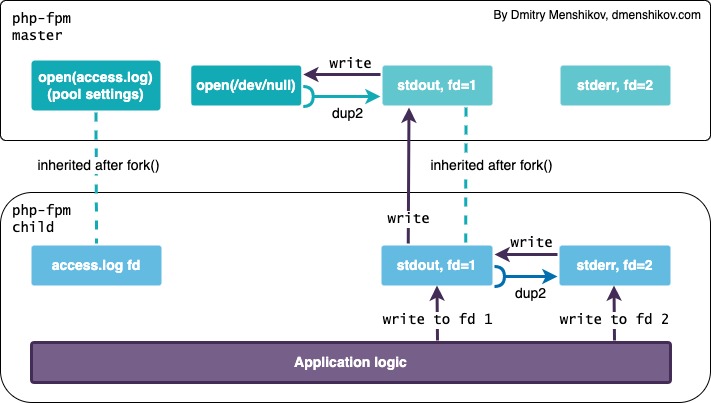 php-fpm
master
By Dmitry Menshikov, dmenshikov.com
open(access.log)
(pool settings)
open(/dev/null)
write
dup2
stdout, fd=1
stderr, fd=2
inherited after fork()
inherited after fork()
php-fpm
child
write
access.log fd
stdout, fd=1
write
dup2
stderr, fd=2
write to fd 1
write to fd 2
Application logic